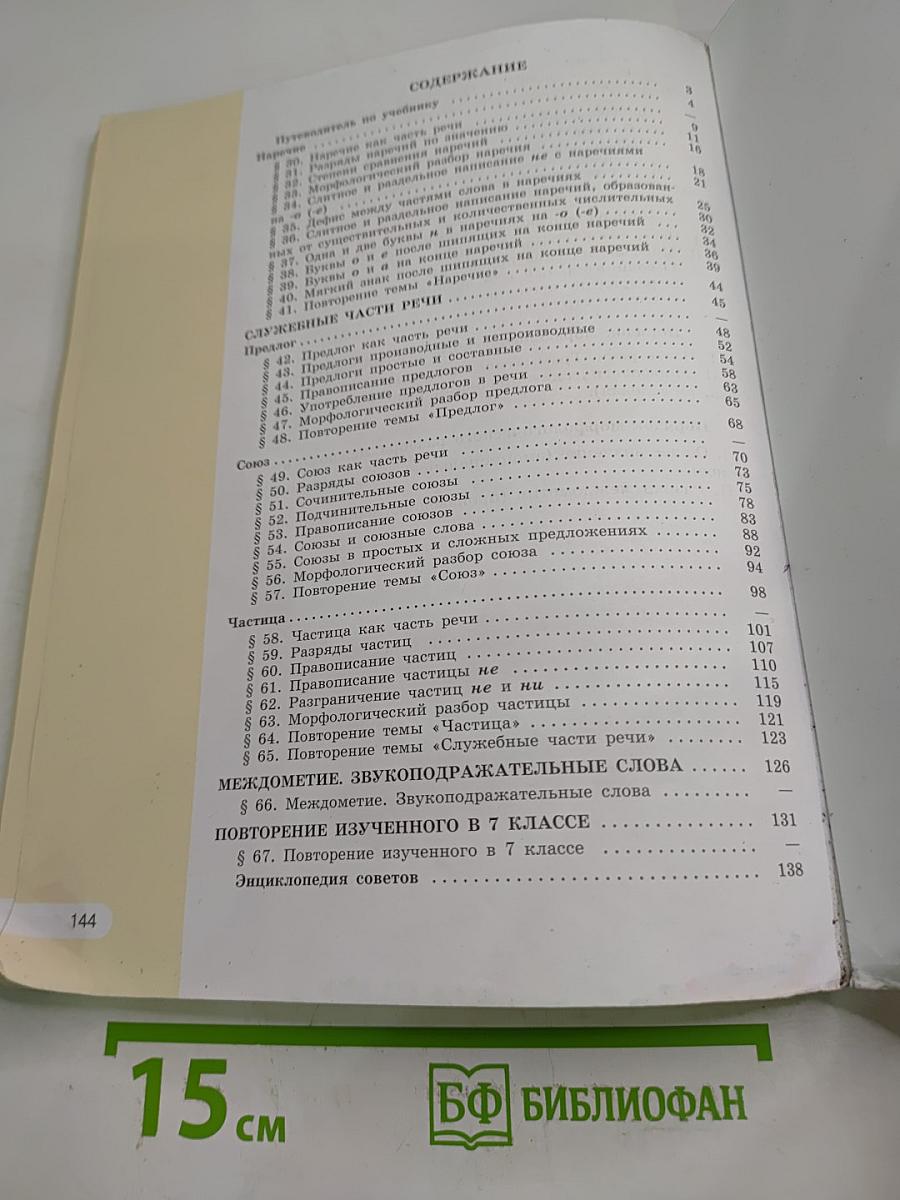 СОДЕРЖАНИЕ
Путеводитель по учебнику . . . 3
Наречие . . . 4
§ 30. Наречие как часть речи . . . —
§ 31. Разряды наречий по значению . . . 9
§ 32. Степени сравнения наречий . . . 11
§ 33. Морфологический разбор наречия . . . 16
§ 34. Слитное и раздельное написание не с наречиями
на -о (-е) . . . 18
§ 35. Дефис между частями слова в наречиях . . . 21
§ 36. Слитное и раздельное написание наречий, образован-
ных от существительных и количественных числительных . . . 25
§ 37. Одна и две буквы н в наречиях на -о (-е) . . . 30
§ 38. Буквы о и е после шипящих на конце наречий . . . 32
§ 39. Буквы о и а на конце наречий . . . 34
§ 40. Мягкий знак после шипящих на конце наречий . . . 36
§ 41. Повторение темы «Наречие» . . . 39
СЛУЖЕБНЫЕ ЧАСТИ РЕЧИ . . . 44
Предлог . . . 45
§ 42. Предлог как часть речи . . . —
§ 43. Предлоги производные и непроизводные . . . 48
§ 44. Предлоги простые и составные . . . 52
§ 45. Правописание предлогов . . . 54
§ 46. Употребление предлогов в речи . . . 58
§ 47. Морфологический разбор предлога . . . 63
§ 48. Повторение темы «Предлог» . . . 65
Союз . . . 68
§ 49. Союз как часть речи . . . —
§ 50. Разряды союзов . . . 70
§ 51. Сочинительные союзы . . . 73
§ 52. Подчинительные союзы . . . 75
§ 53. Правописание союзов . . . 78
§ 54. Союзы и союзные слова . . . 83
§ 55. Союзы в простых и сложных предложениях . . . 88
§ 56. Морфологический разбор союза . . . 92
§ 57. Повторение темы «Союз» . . . 94
Частица . . . 98
§ 58. Частица как часть речи . . . —
§ 59. Разряды частиц . . . 101
§ 60. Правописание частиц . . . 107
§ 61. Правописание частицы не . . . 110
§ 62. Разграничение частиц не и ни . . . 115
§ 63. Морфологический разбор частицы . . . 119
§ 64. Повторение темы «Частица» . . . 121
§ 65. Повторение темы «Служебные части речи» . . . 123
МЕЖДОМЕТИЕ. ЗВУКОПОДРАЖАТЕЛЬНЫЕ СЛОВА . . . 126
§ 66. Междометие. Звукоподражательные слова . . . —
ПОВТОРЕНИЕ ИЗУЧЕННОГО В 7 КЛАССЕ . . . 131
§ 67. Повторение изученного в 7 классе . . . —
Энциклопедия советов . . . 138
144
15 см
БФ БИБЛИОФАН